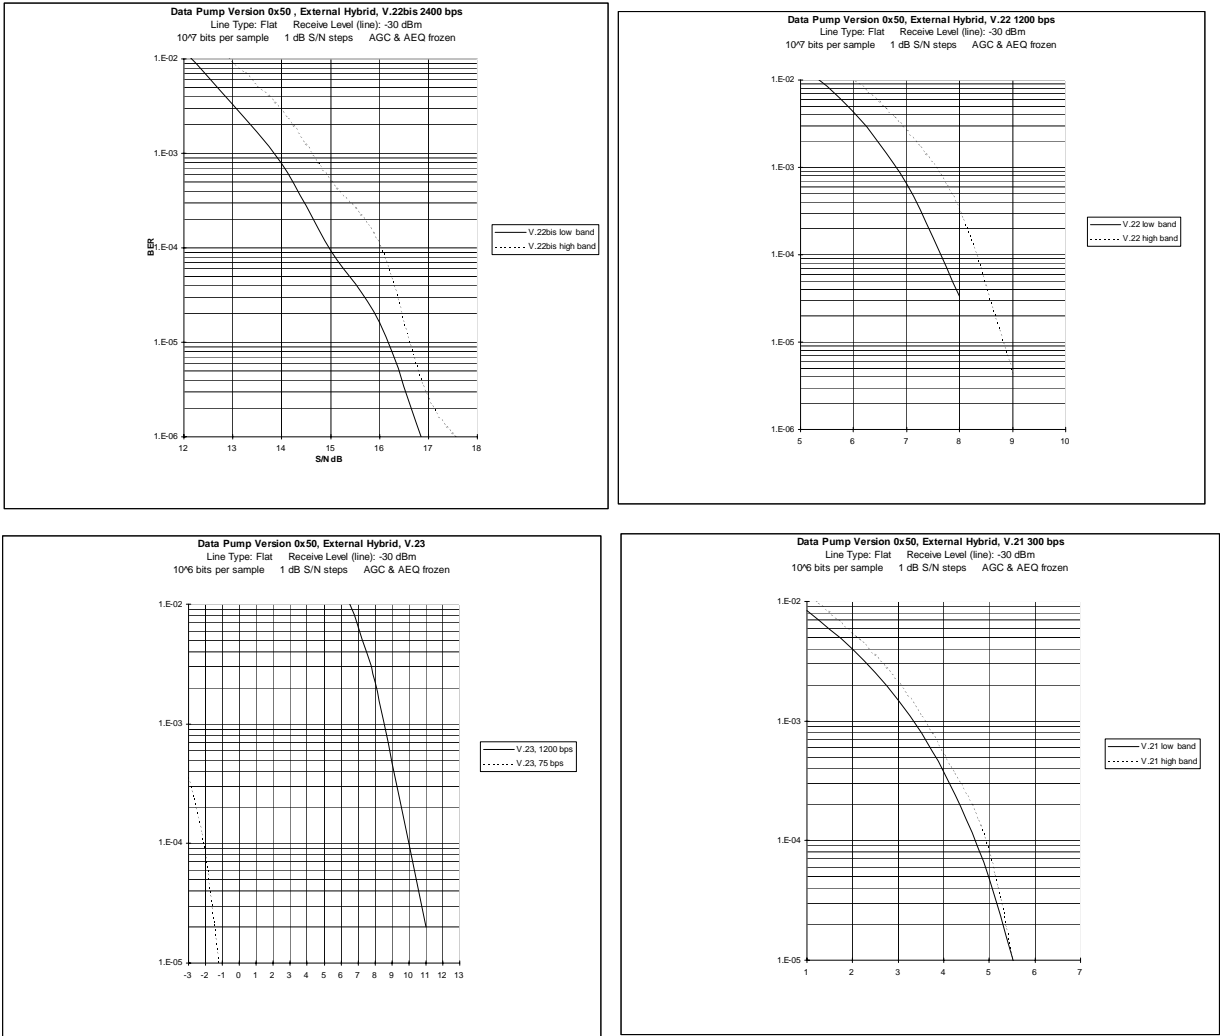 Data Pump Version 0x50 , External Hybrid, V.22bis 2400 bps
Line Type: Flat Receive Level (line): -30 dBm
10^7 bits per sample 1 dB S/N steps AGC & AEQ frozen
1.E-02
1.E-03
1.E-04
1.E-05
1.E-06
BER
12 13 14 15 16 17 18
S/N dB
V.22bis low band
V.22bis high band
Data Pump Version 0x50, External Hybrid, V.22 1200 bps
Line Type: Flat Receive Level (line): -30 dBm
10^7 bits per sample 1 dB S/N steps AGC & AEQ frozen
1.E-02
1.E-03
1.E-04
1.E-05
1.E-06
5 6 7 8 9 10
V.22 low band
V.22 high band
Data Pump Version 0x50, External Hybrid, V.23
Line Type: Flat Receive Level (line): -30 dBm
10^6 bits per sample 1 dB S/N steps AGC & AEQ frozen
1.E-02
1.E-03
1.E-04
1.E-05
-3 -2 -1 0 1 2 3 4 5 6 7 8 9 10 11 12 13
V.23, 1200 bps
V.23, 75 bps
Data Pump Version 0x50, External Hybrid, V.21 300 bps
Line Type: Flat Receive Level (line): -30 dBm
10^6 bits per sample 1 dB S/N steps AGC & AEQ frozen
1.E-02
1.E-03
1.E-04
1.E-05
1 2 3 4 5 6 7
V.21 low band
V.21 high band